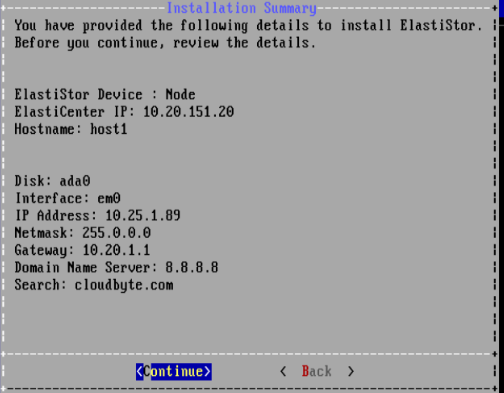 Installation Summary
You have provided the following details to install ElastiStor.
Before you continue, review the details.
ElastiStor Device : Node
ElastiCenter IP: 10.20.151.20
Hostname: host1
Disk: ada0
Interface: em0
IP Address: 10.25.1.89
Netmask: 255.0.0.0
Gateway: 10.20.1.1
Domain Name Server: 8.8.8.8
Search: cloudbyte.com
<Continue> < Back >